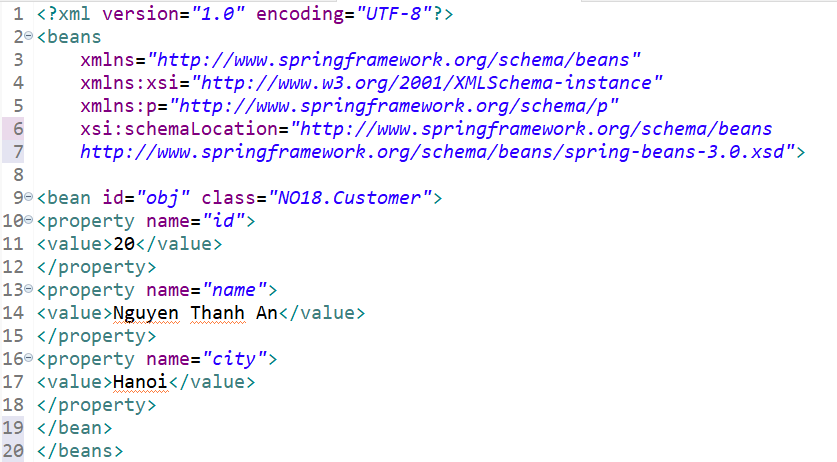 1 <?xml version="1.0" encoding="UTF-8"?>
2 <beans
3 xmlns="http://www.springframework.org/schema/beans"
4 xmlns:xsi="http://www.w3.org/2001/XMLSchema-instance"
5 xmlns:p="http://www.springframework.org/schema/p"
6 xsi:schemaLocation="http://www.springframework.org/schema/beans
7 http://www.springframework.org/schema/beans/spring-beans-3.0.xsd">
8
9 <bean id="obj" class="NO18.Customer">
10 <property name="id">
11 <value>20</value>
12 </property>
13 <property name="name">
14 <value>Nguyen Thanh An</value>
15 </property>
16 <property name="city">
17 <value>Hanoi</value>
18 </property>
19 </bean>
20 </beans>